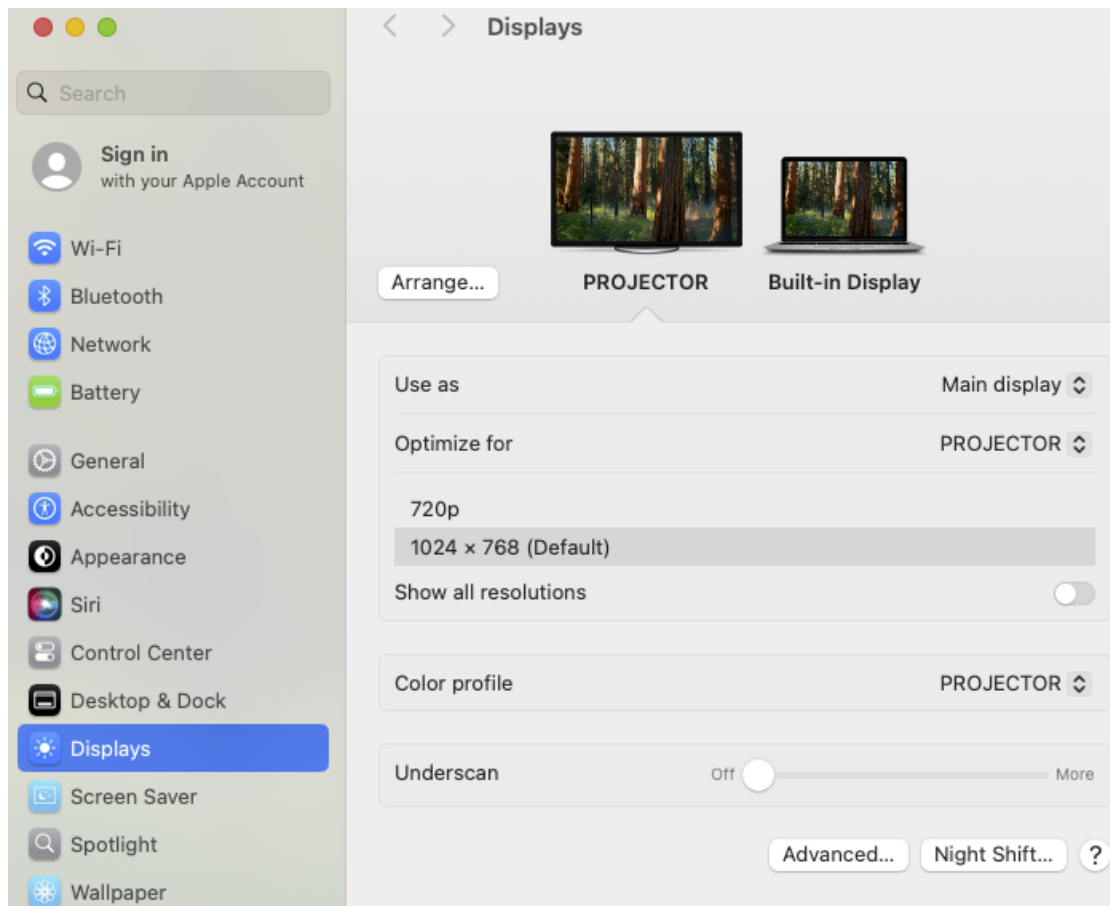 Displays
Search
Sign in
with your Apple Account
Wi-Fi
Bluetooth
Network
Battery
General
Accessibility
Appearance
Siri
Control Center
Desktop & Dock
Displays
Screen Saver
Spotlight
Wallpaper
Arrange...
PROJECTOR
Built-in Display
Use as Main display
Optimize for PROJECTOR
720p
1024 × 768 (Default)
Show all resolutions
Color profile PROJECTOR
Underscan Off More
Advanced... Night Shift... ?